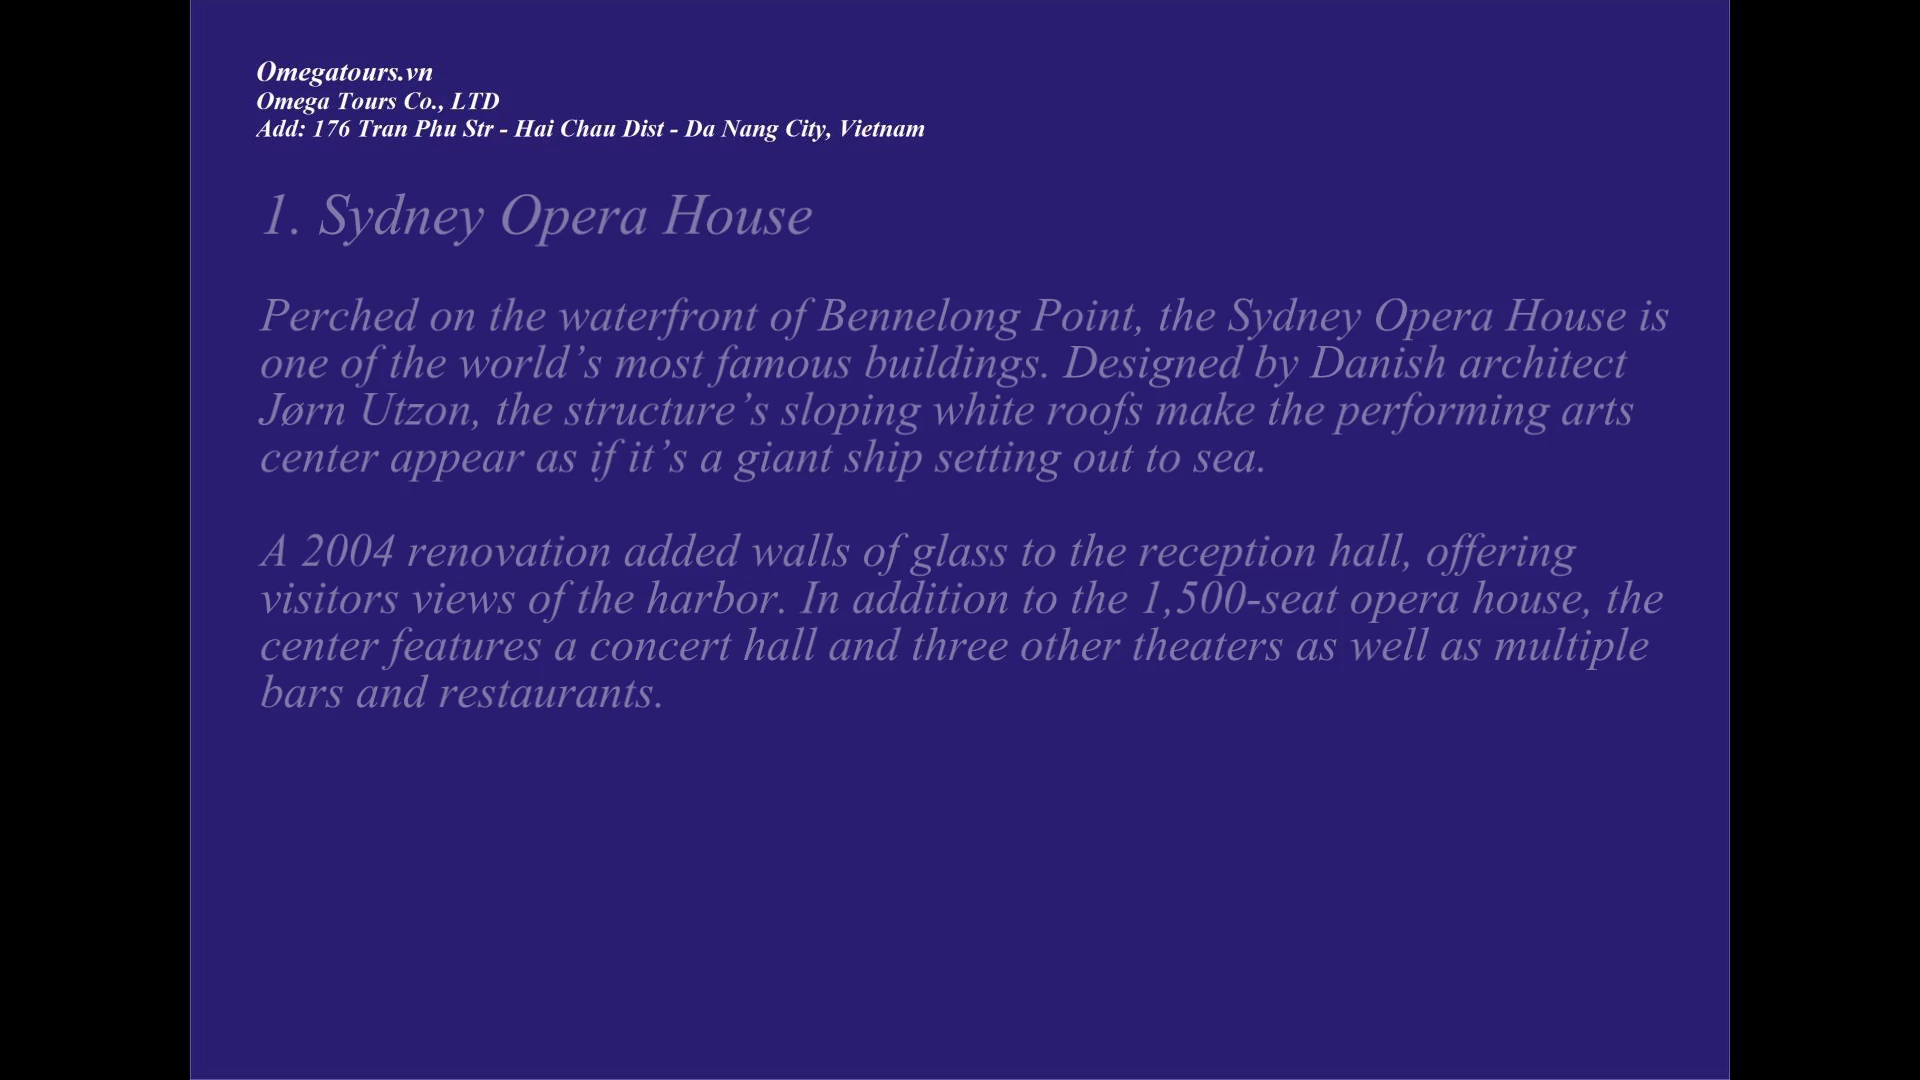 Omegatours.vn
Omega Tours Co., LTD
Add: 176 Tran Phu Str - Hai Chau Dist - Da Nang City, Vietnam
1. Sydney Opera House
Perched on the waterfront of Bennelong Point, the Sydney Opera House is
one of the world’s most famous buildings. Designed by Danish architect
Jørn Utzon, the structure’s sloping white roofs make the performing arts
center appear as if it’s a giant ship setting out to sea.
A 2004 renovation added walls of glass to the reception hall, offering
visitors views of the harbor. In addition to the 1,500-seat opera house, the
center features a concert hall and three other theaters as well as multiple
bars and restaurants.